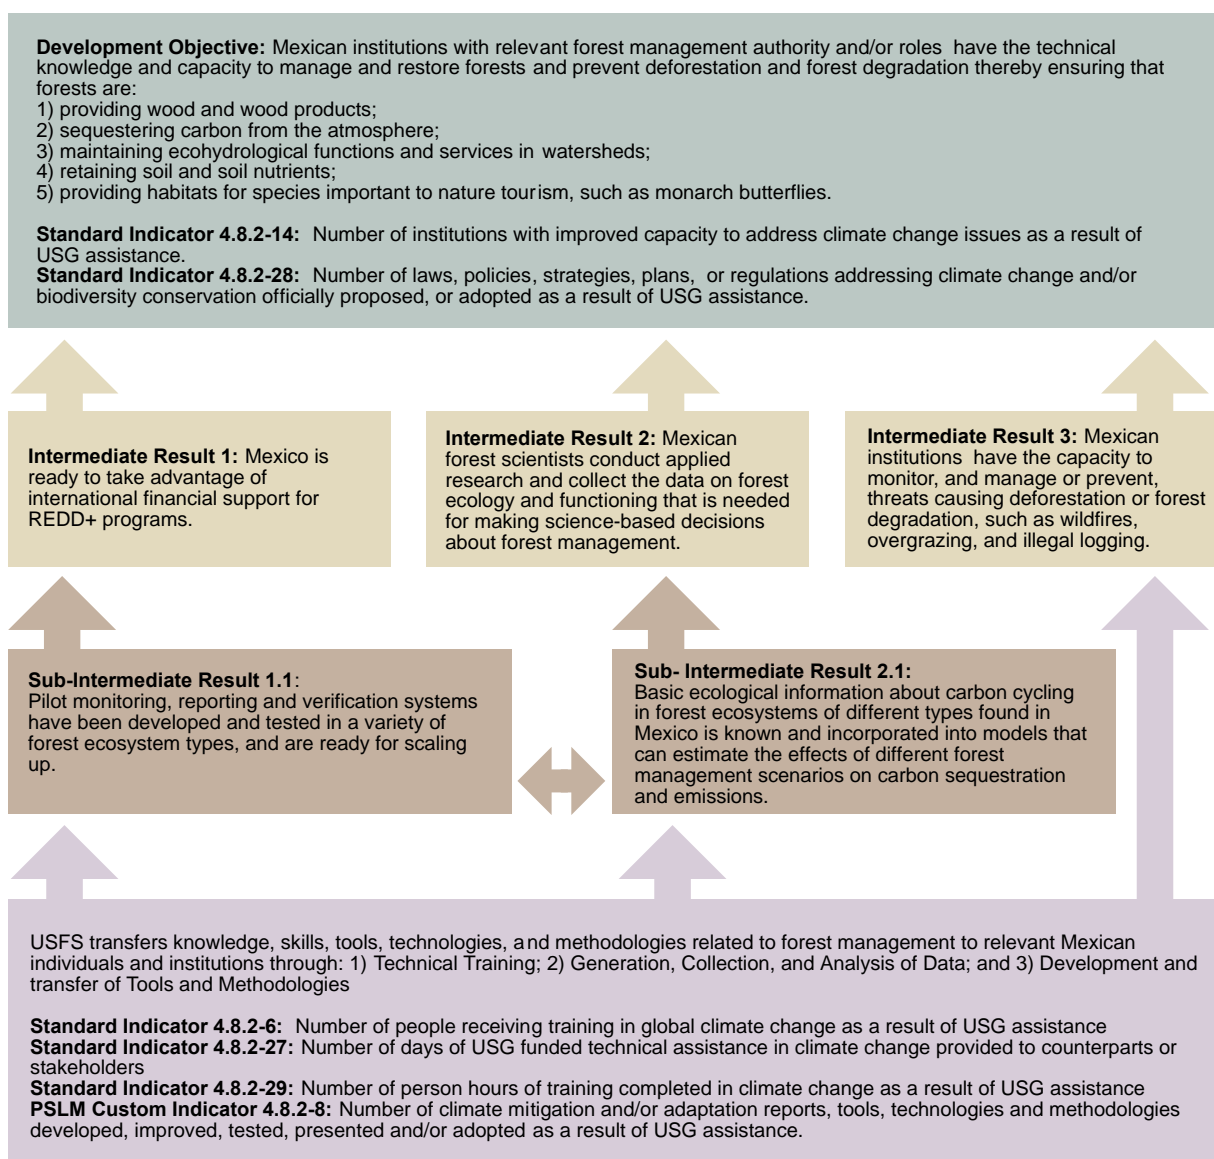 Development Objective: Mexican institutions with relevant forest management authority and/or roles have the technical
knowledge and capacity to manage and restore forests and prevent deforestation and forest degradation thereby ensuring that
forests are:
1) providing wood and wood products;
2) sequestering carbon from the atmosphere;
3) maintaining ecohydrological functions and services in watersheds;
4) retaining soil and soil nutrients;
5) providing habitats for species important to nature tourism, such as monarch butterflies.
Standard Indicator 4.8.2-14: Number of institutions with improved capacity to address climate change issues as a result of
USG assistance.
Standard Indicator 4.8.2-28: Number of laws, policies, strategies, plans, or regulations addressing climate change and/or
biodiversity conservation officially proposed, or adopted as a result of USG assistance.
Intermediate Result 1: Mexico is
ready to take advantage of
international financial support for
REDD+ programs.
Intermediate Result 2: Mexican
forest scientists conduct applied
research and collect the data on forest
ecology and functioning that is needed
for making science-based decisions
about forest management.
Intermediate Result 3: Mexican
institutions have the capacity to
monitor, and manage or prevent,
threats causing deforestation or forest
degradation, such as wildfires,
overgrazing, and illegal logging.
Sub-Intermediate Result 1.1:
Pilot monitoring, reporting and verification systems
have been developed and tested in a variety of
forest ecosystem types, and are ready for scaling
up.
Sub- Intermediate Result 2.1:
Basic ecological information about carbon cycling
in forest ecosystems of different types found in
Mexico is known and incorporated into models that
can estimate the effects of different forest
management scenarios on carbon sequestration
and emissions.
USFS transfers knowledge, skills, tools, technologies, and methodologies related to forest management to relevant Mexican
individuals and institutions through: 1) Technical Training; 2) Generation, Collection, and Analysis of Data; and 3) Development and
transfer of Tools and Methodologies
Standard Indicator 4.8.2-6: Number of people receiving training in global climate change as a result of USG assistance
Standard Indicator 4.8.2-27: Number of days of USG funded technical assistance in climate change provided to counterparts or
stakeholders
Standard Indicator 4.8.2-29: Number of person hours of training completed in climate change as a result of USG assistance
PSLM Custom Indicator 4.8.2-8: Number of climate mitigation and/or adaptation reports, tools, technologies and methodologies
developed, improved, tested, presented and/or adopted as a result of USG assistance.